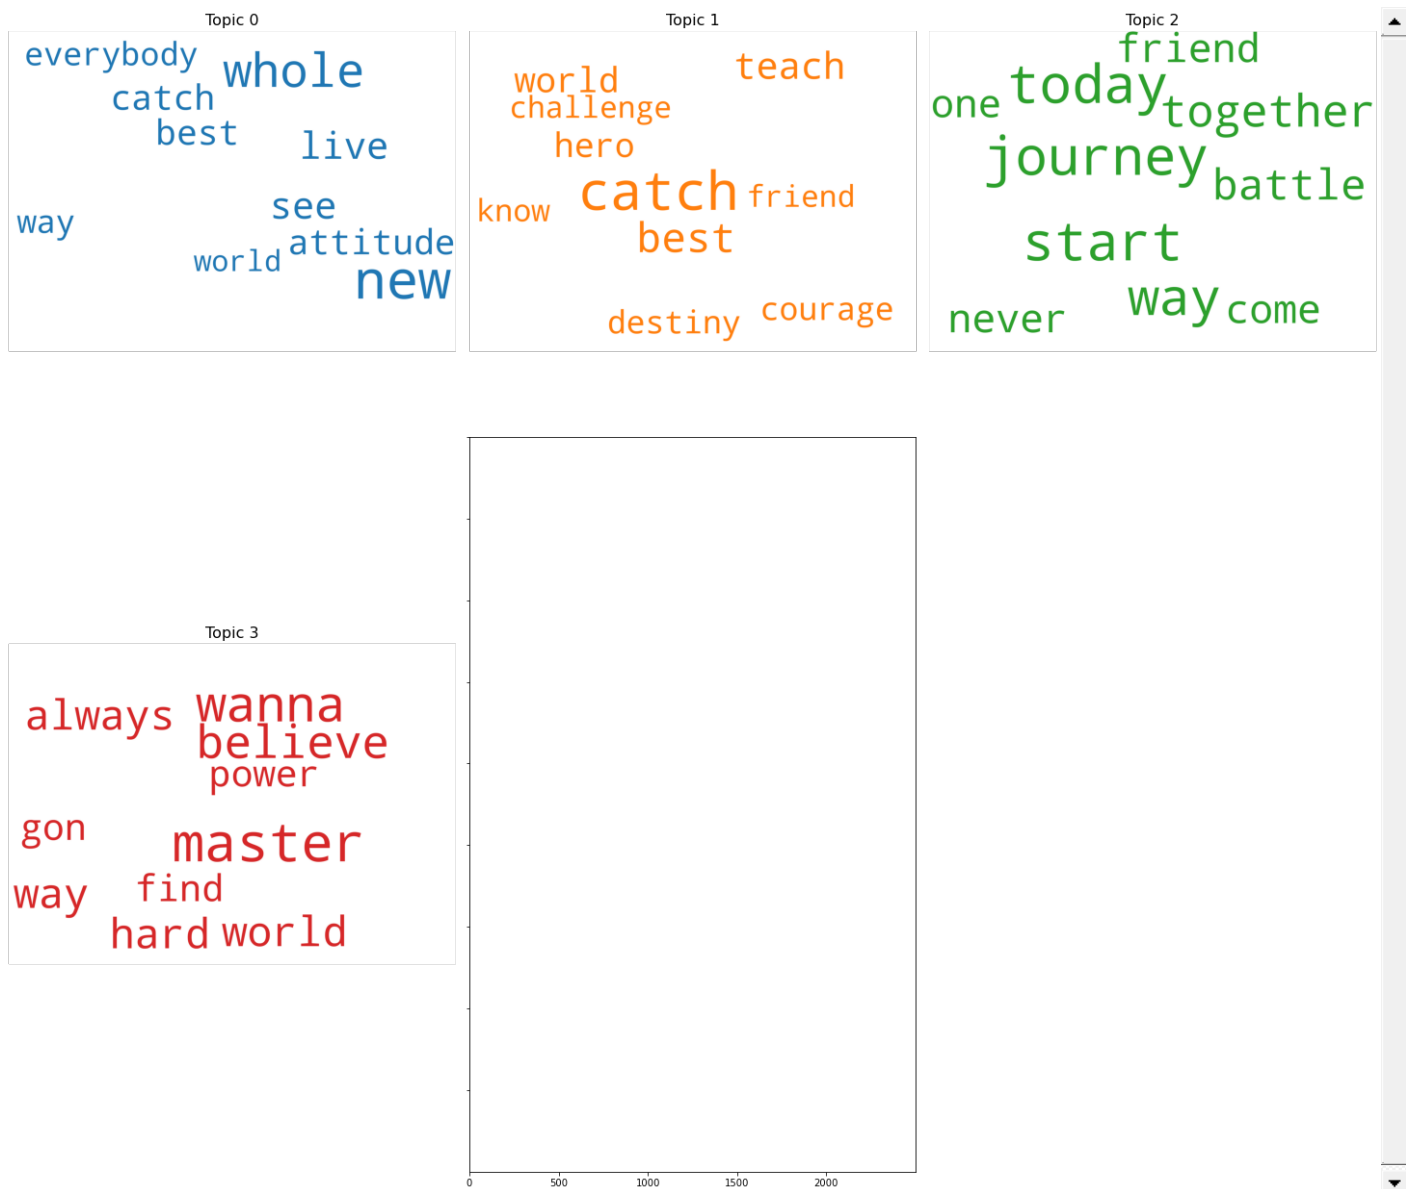 Topic 0
everybody
whole
catch
best
live
see
way
attitude
world
new
Topic 1
teach
world
challenge
hero
catch
friend
know
best
courage
destiny
Topic 2
friend
today
one
together
journey
battle
start
way
come
never
Topic 3
wanna
always
believe
power
gon
master
find
way
hard world
0 500 1000 1500 2000